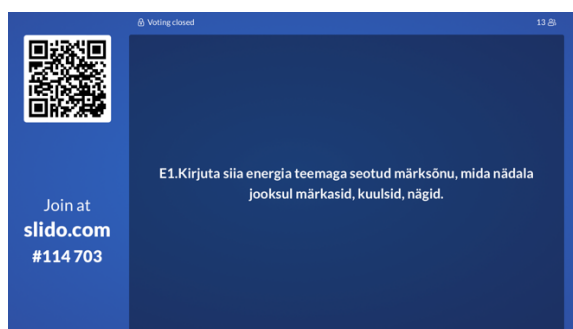 Voting closed
13
E1.Kirjuta siia energia teemaga seotud märksõnu, mida nädala
jooksul märkasid, kuulsid, nägid.
Join at
slido.com
#114 703